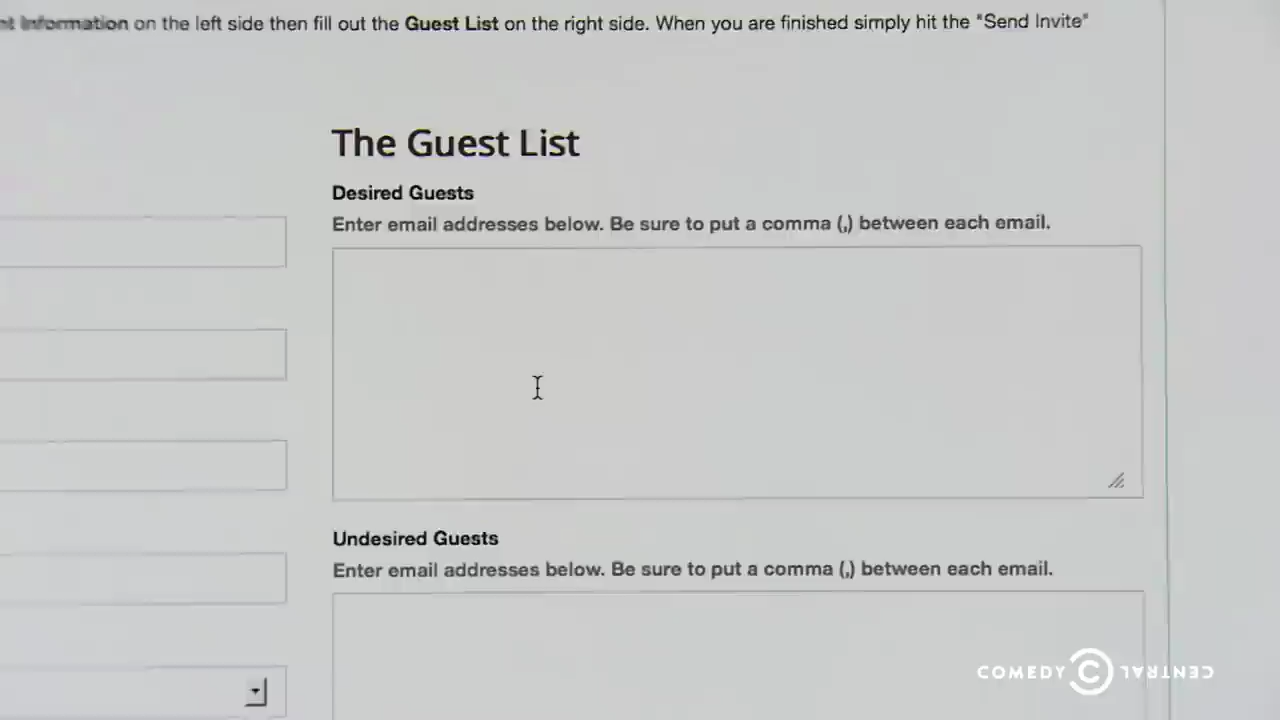 nt Information on the left side then fill out the Guest List on the right side. When you are finished simply hit the "Send Invite"
The Guest List
Desired Guests
Enter email addresses below. Be sure to put a comma (,) between each email.
Undesired Guests
Enter email addresses below. Be sure to put a comma (,) between each email.
COMEDY C CENTRAL